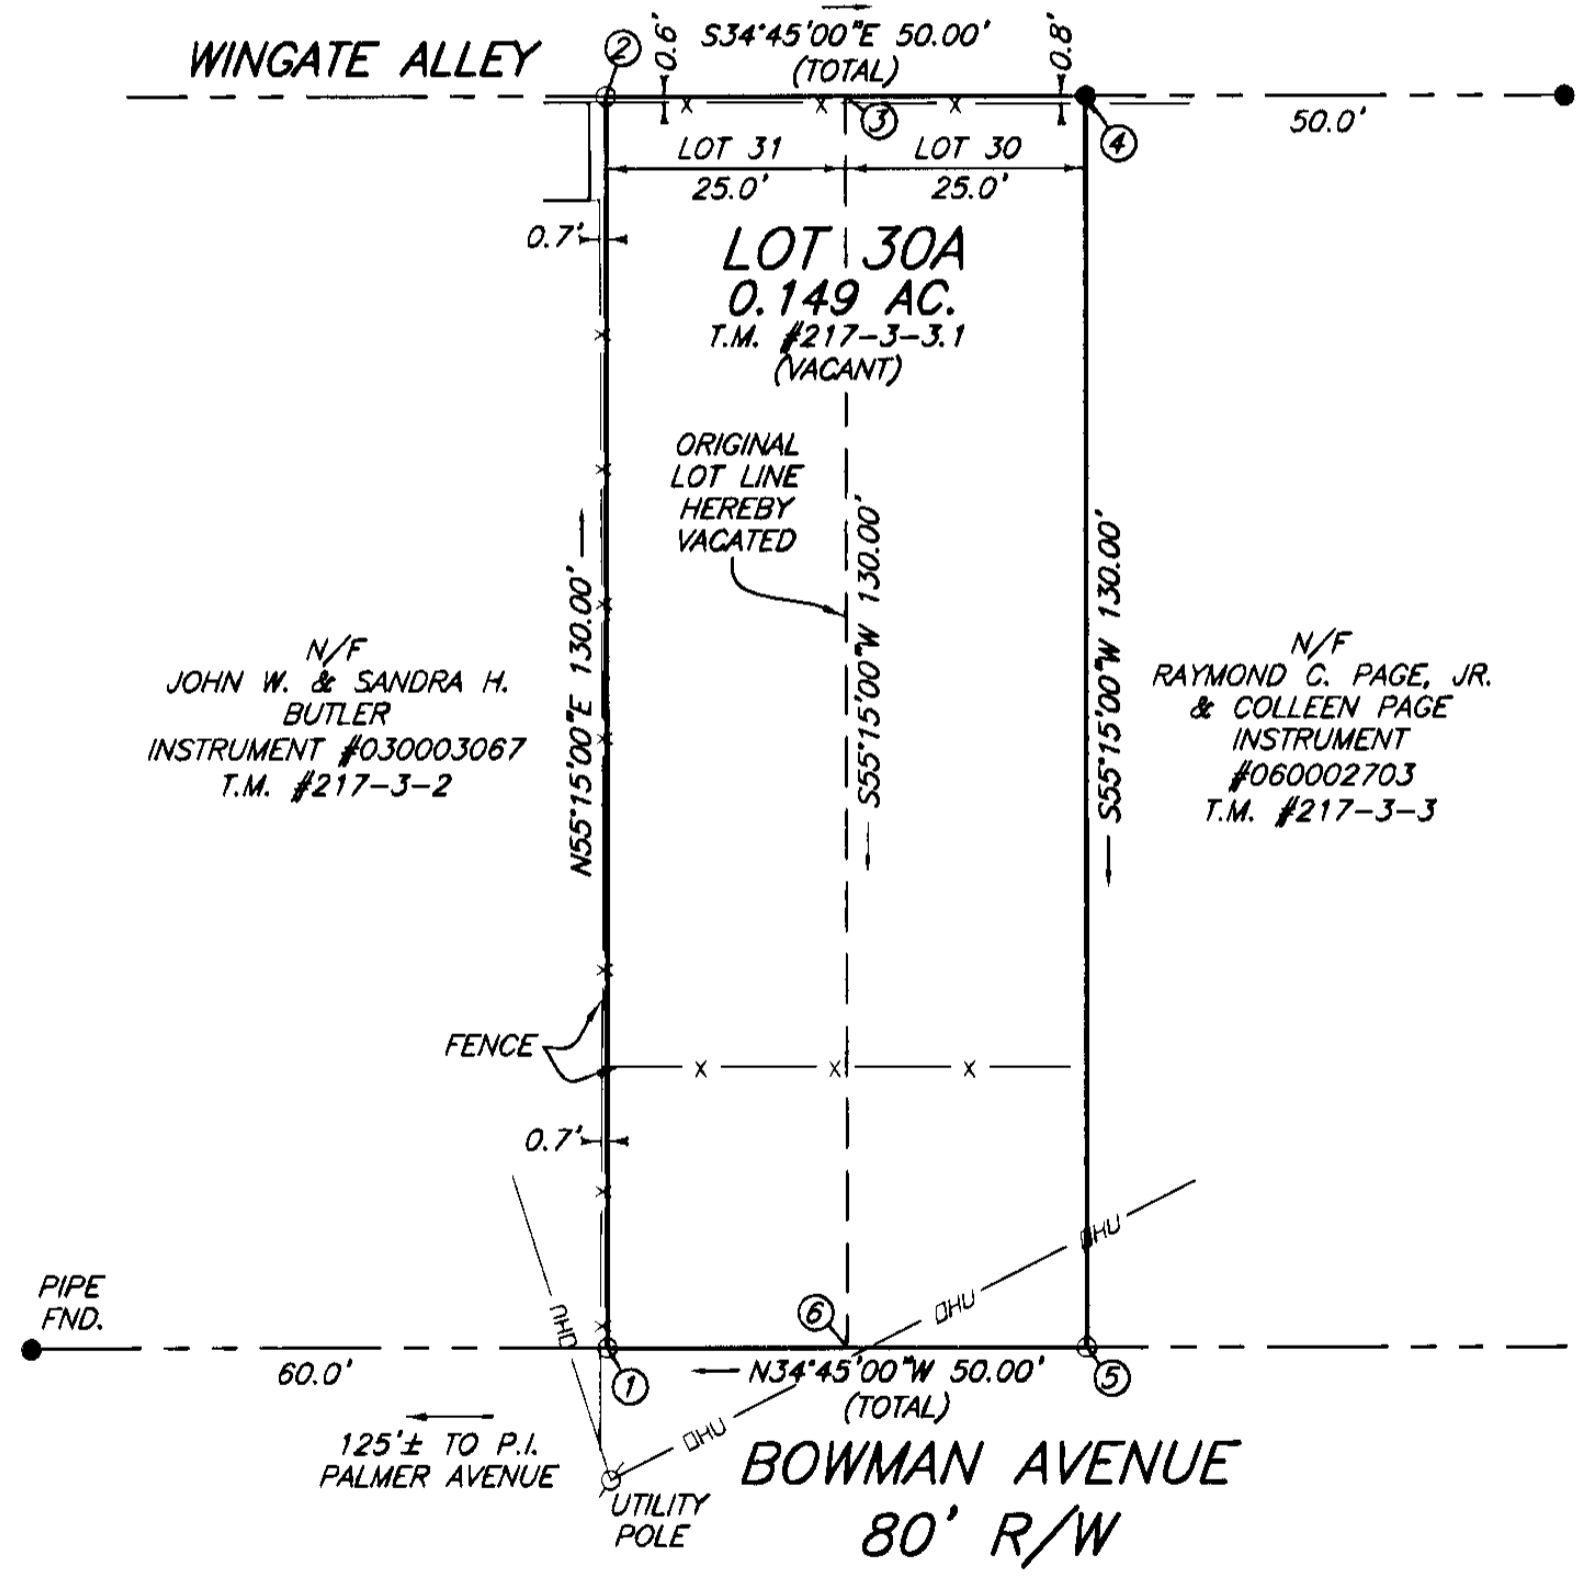 WINGATE ALLEY
2
0.6'
S34°45'00"E 50.00'
(TOTAL)
0.8'
3
4
50.0'
LOT 31
25.0'
LOT 30
25.0'
0.7'
LOT 30A
0.149 AC.
T.M. #217-3-3.1
(VACANT)
ORIGINAL
LOT LINE
HEREBY
VACATED
N55°15'00"E 130.00'
S55°15'00"W 130.00'
S55°15'00"W 130.00'
N/F
JOHN W. & SANDRA H.
BUTLER
INSTRUMENT #030003067
T.M. #217-3-2
N/F
RAYMOND C. PAGE, JR.
& COLLEEN PAGE
INSTRUMENT
#060002703
T.M. #217-3-3
FENCE
0.7'
PIPE
FND.
60.0'
OHU
OHU
OHU
OHU
6
1
5
N34°45'00"W 50.00'
(TOTAL)
125'± TO P.I.
PALMER AVENUE
UTILITY
POLE
BOWMAN AVENUE
80' R/W